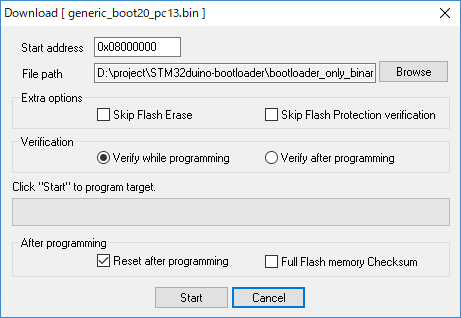 Download [ generic_boot20_pc13.bin ]
Start address 0x08000000
File path D:\project\STM32duino-bootloader\bootloader_only_binar Browse
Extra options
Skip Flash Erase Skip Flash Protection verification
Verification
Verify while programming Verify after programming
Click "Start" to program target.
After programming
Reset after programming Full Flash memory Checksum
Start Cancel